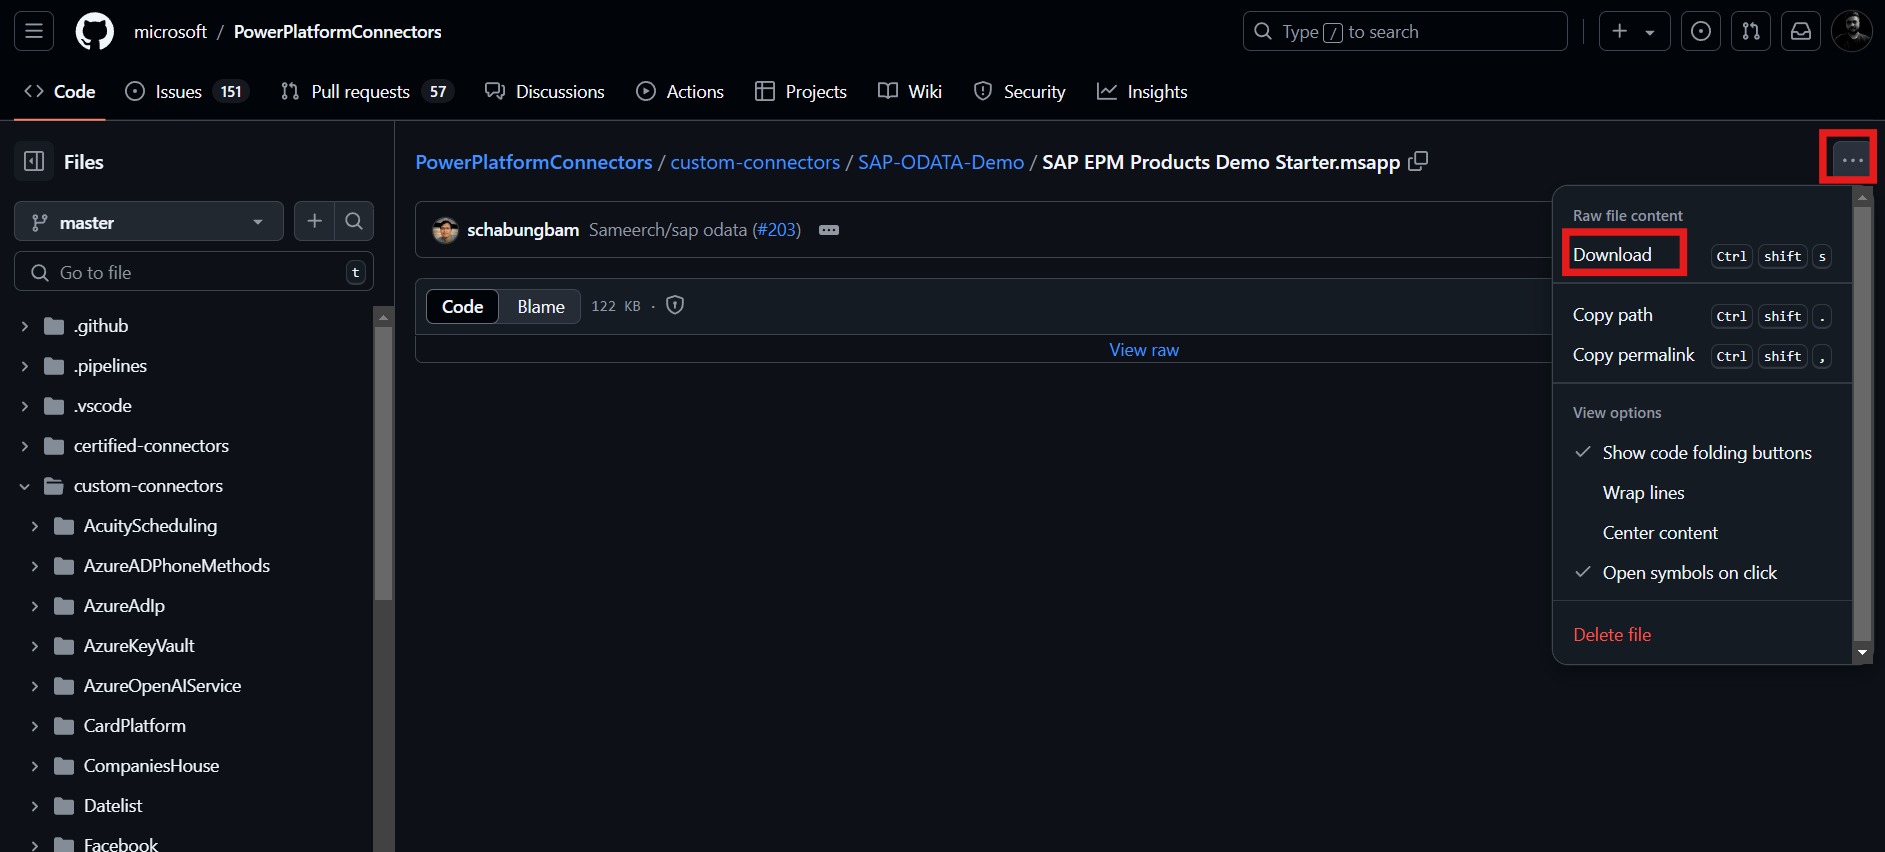 microsoft / PowerPlatformConnectors
Type / to search
Code
Issues 151
Pull requests 57
Discussions
Actions
Projects
Wiki
Security
Insights
Files
master
Go to file t
.github
.pipelines
.vscode
certified-connectors
custom-connectors
AcuityScheduling
AzureADPhoneMethods
AzureAdIp
AzureKeyVault
AzureOpenAIService
CardPlatform
CompaniesHouse
Datelist
Facebook
PowerPlatformConnectors / custom-connectors / SAP-ODATA-Demo / SAP EPM Products Demo Starter.msapp
schabungbam Sameerch/sap odata (#203)
Code Blame 122 KB ·
View raw
Raw file content
Download Ctrl shift s
Copy path Ctrl shift .
Copy permalink Ctrl shift ,
View options
Show code folding buttons
Wrap lines
Center content
Open symbols on click
Delete file